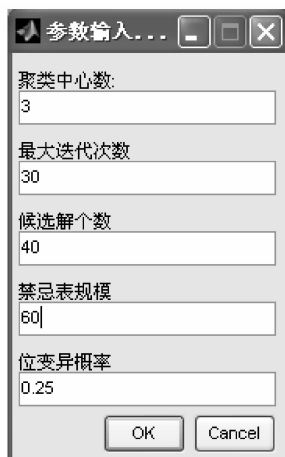 参数输入...
聚类中心数:
3
最大迭代次数
30
候选解个数
40
禁忌表规模
60
位变异概率
0.25
OK Cancel